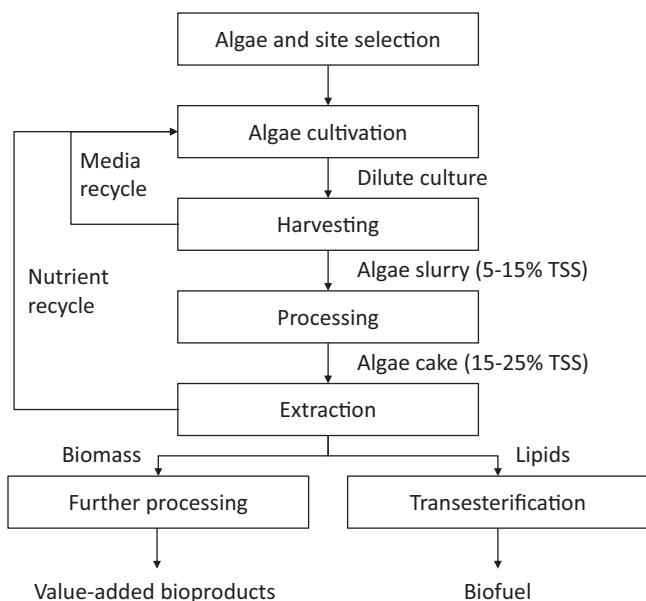 Algae and site selection
Algae cultivation
Media
recycle
Dilute culture
Harvesting
Nutrient
recycle
Algae slurry (5-15% TSS)
Processing
Algae cake (15-25% TSS)
Extraction
Biomass
Lipids
Further processing
Transesterification
Value-added bioproducts
Biofuel